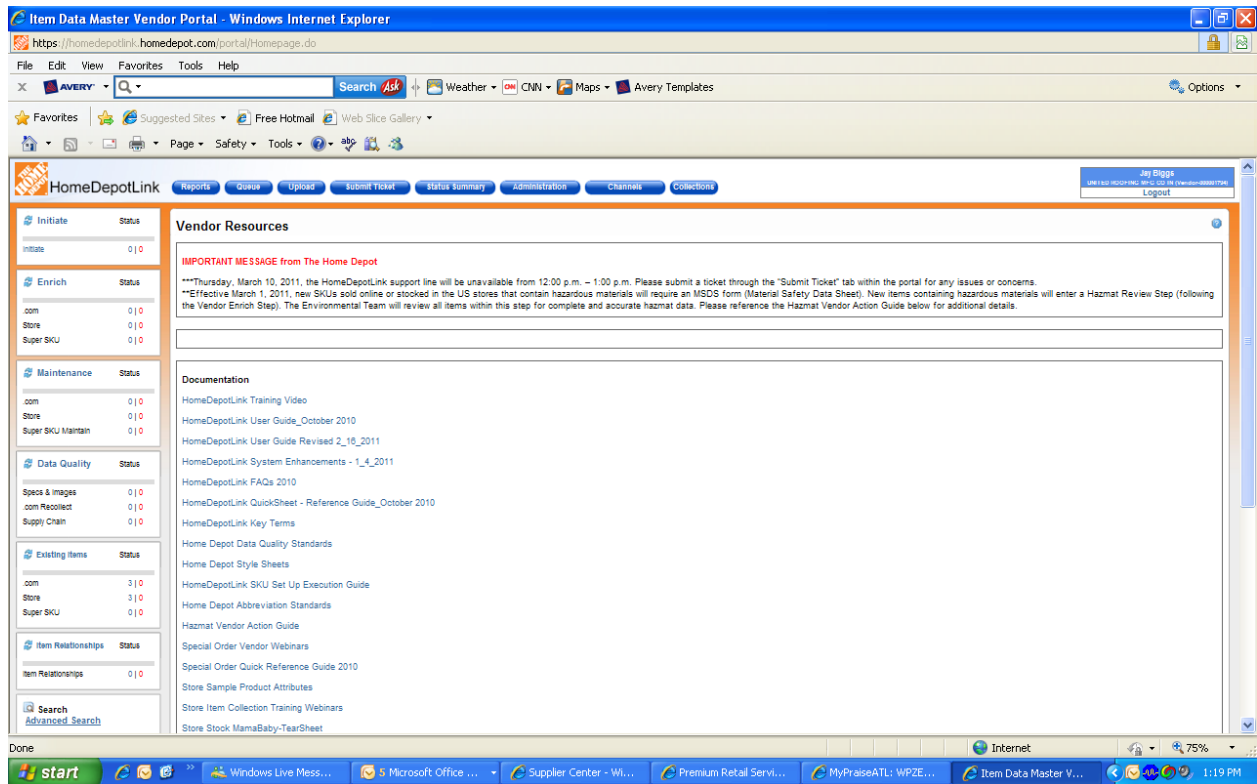 Item Data Master Vendor Portal - Windows Internet Explorer
https://homedepotlink.homedepot.com/portal/Homepage.do
File Edit View Favorites Tools Help
X AVERY Search Ask Weather CNN CNN Maps Avery Templates Options
Favorites Suggested Sites Free Hotmail Web Slice Gallery
Page Safety Tools
HomeDepotLink Reports Queue Upload Submit Ticket Status Summary Administration Channels Collections
Jay Biggs
UNITED ROOFING MFG CO IN
Logout
Initiate Status
Initiate 0 | 0
Enrich Status
.com 0 | 0
Store 0 | 0
Super SKU 0 | 0
Maintenance Status
.com 0 | 0
Store 0 | 0
Super SKU Maintain 0 | 0
Data Quality Status
Specs & Images 0 | 0
.com Recollect 0 | 0
Supply Chain 0 | 0
Existing Items Status
.com 3 | 0
Store 3 | 0
Super SKU 0 | 0
Item Relationships Status
Item Relationships 0 | 0
Search
Advanced Search
Vendor Resources
IMPORTANT MESSAGE from The Home Depot
***Thursday, March 10, 2011, the HomeDepotLink support line will be unavailable from 12:00 p.m. – 1:00 p.m. Please submit a ticket through the "Submit Ticket" tab within the portal for any issues or concerns.
**Effective March 1, 2011, new SKUs sold online or stocked in the US stores that contain hazardous materials will require an MSDS form (Material Safety Data Sheet). New items containing hazardous materials will enter a Hazmat Review Step (following
the Vendor Enrich Step). The Environmental Team will review all items within this step for complete and accurate hazmat data. Please reference the Hazmat Vendor Action Guide below for additional details.
Documentation
HomeDepotLink Training Video
HomeDepotLink User Guide_October 2010
HomeDepotLink User Guide Revised 2_16_2011
HomeDepotLink System Enhancements - 1_4_2011
HomeDepotLink FAQs 2010
HomeDepotLink QuickSheet - Reference Guide_October 2010
HomeDepotLink Key Terms
Home Depot Data Quality Standards
Home Depot Style Sheets
HomeDepotLink SKU Set Up Execution Guide
Home Depot Abbreviation Standards
Hazmat Vendor Action Guide
Special Order Vendor Webinars
Special Order Quick Reference Guide 2010
Store Sample Product Attributes
Store Item Collection Training Webinars
Store Stock MamaBaby-TearSheet
Done Internet 75%
start Windows Live Mess... 5 Microsoft Office ... Supplier Center - Wi... Premium Retail Servi... MyPraiseATL: WPZE... Item Data Master V... 1:19 PM